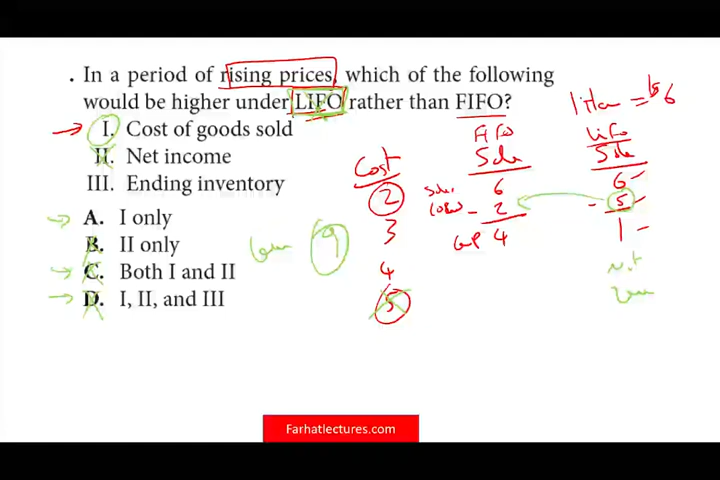 . In a period of rising prices, which of the following
would be higher under LIFO rather than FIFO?
I. Cost of goods sold
II. Net income
III. Ending inventory
A. I only
B. II only
C. Both I and II
D. I, II, and III
Cost
2
3
4
5
9
FIFO
Sale
6
- 2
GP 4
= 6
LIFO
Sale
6
- 5
1
Farhatlectures.com